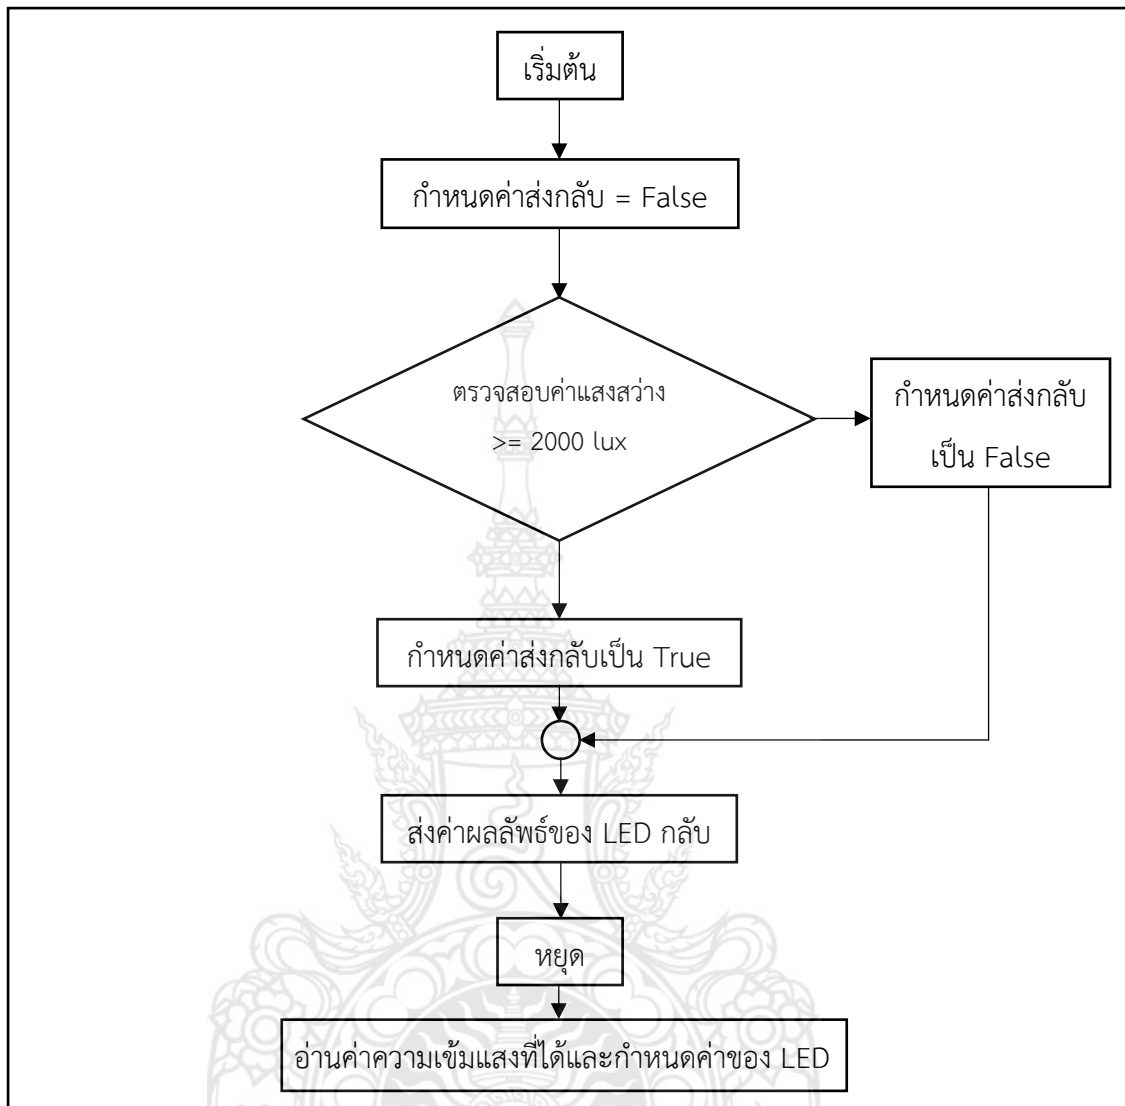 เริ่มต้น
กำหนดค่าส่งกลับ = False
ตรวจสอบค่าแสงสว่าง
>= 2000 lux
กำหนดค่าส่งกลับ
เป็น False
กำหนดค่าส่งกลับเป็น True
ส่งค่าผลลัพธ์ของ LED กลับ
หยุด
อ่านค่าความเข้มแสงที่ได้และกำหนดค่าของ LED